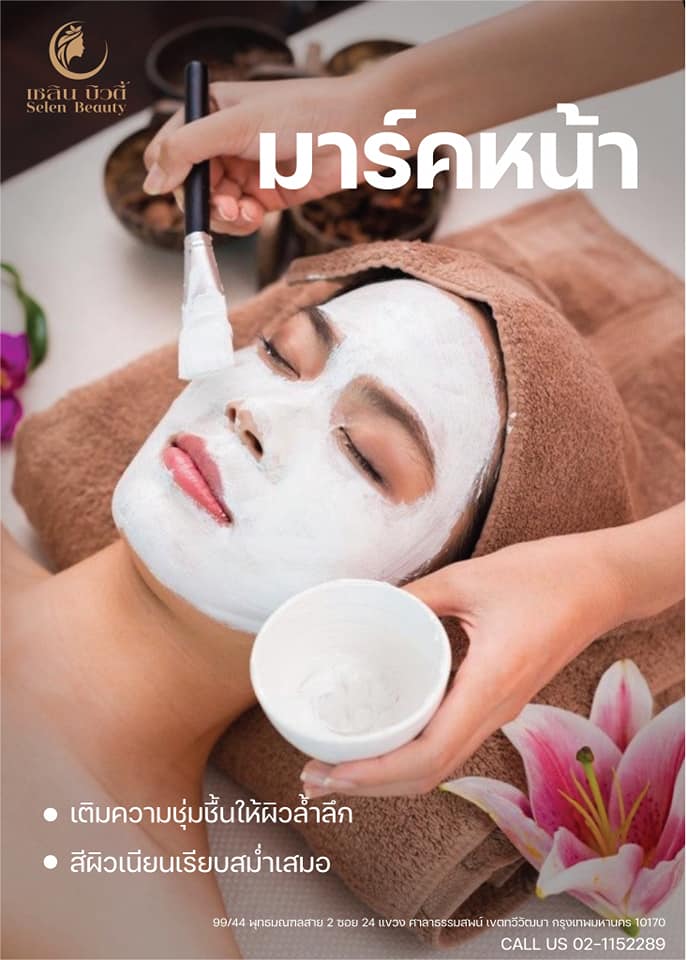 เซลิน บิวตี้
Selen Beauty
มาร์คหน้า
เติมความชุ่มชื้นให้ผิวล้ำลึก
สีผิวเนียนเรียบสม่ำเสมอ
99/44 พุทธมณฑลสาย 2 ซอย 24 แขวง ศาลาธรรมสพน์ เขตทวีวัฒนา กรุงเทพมหานคร 10170
CALL US 02-1152289